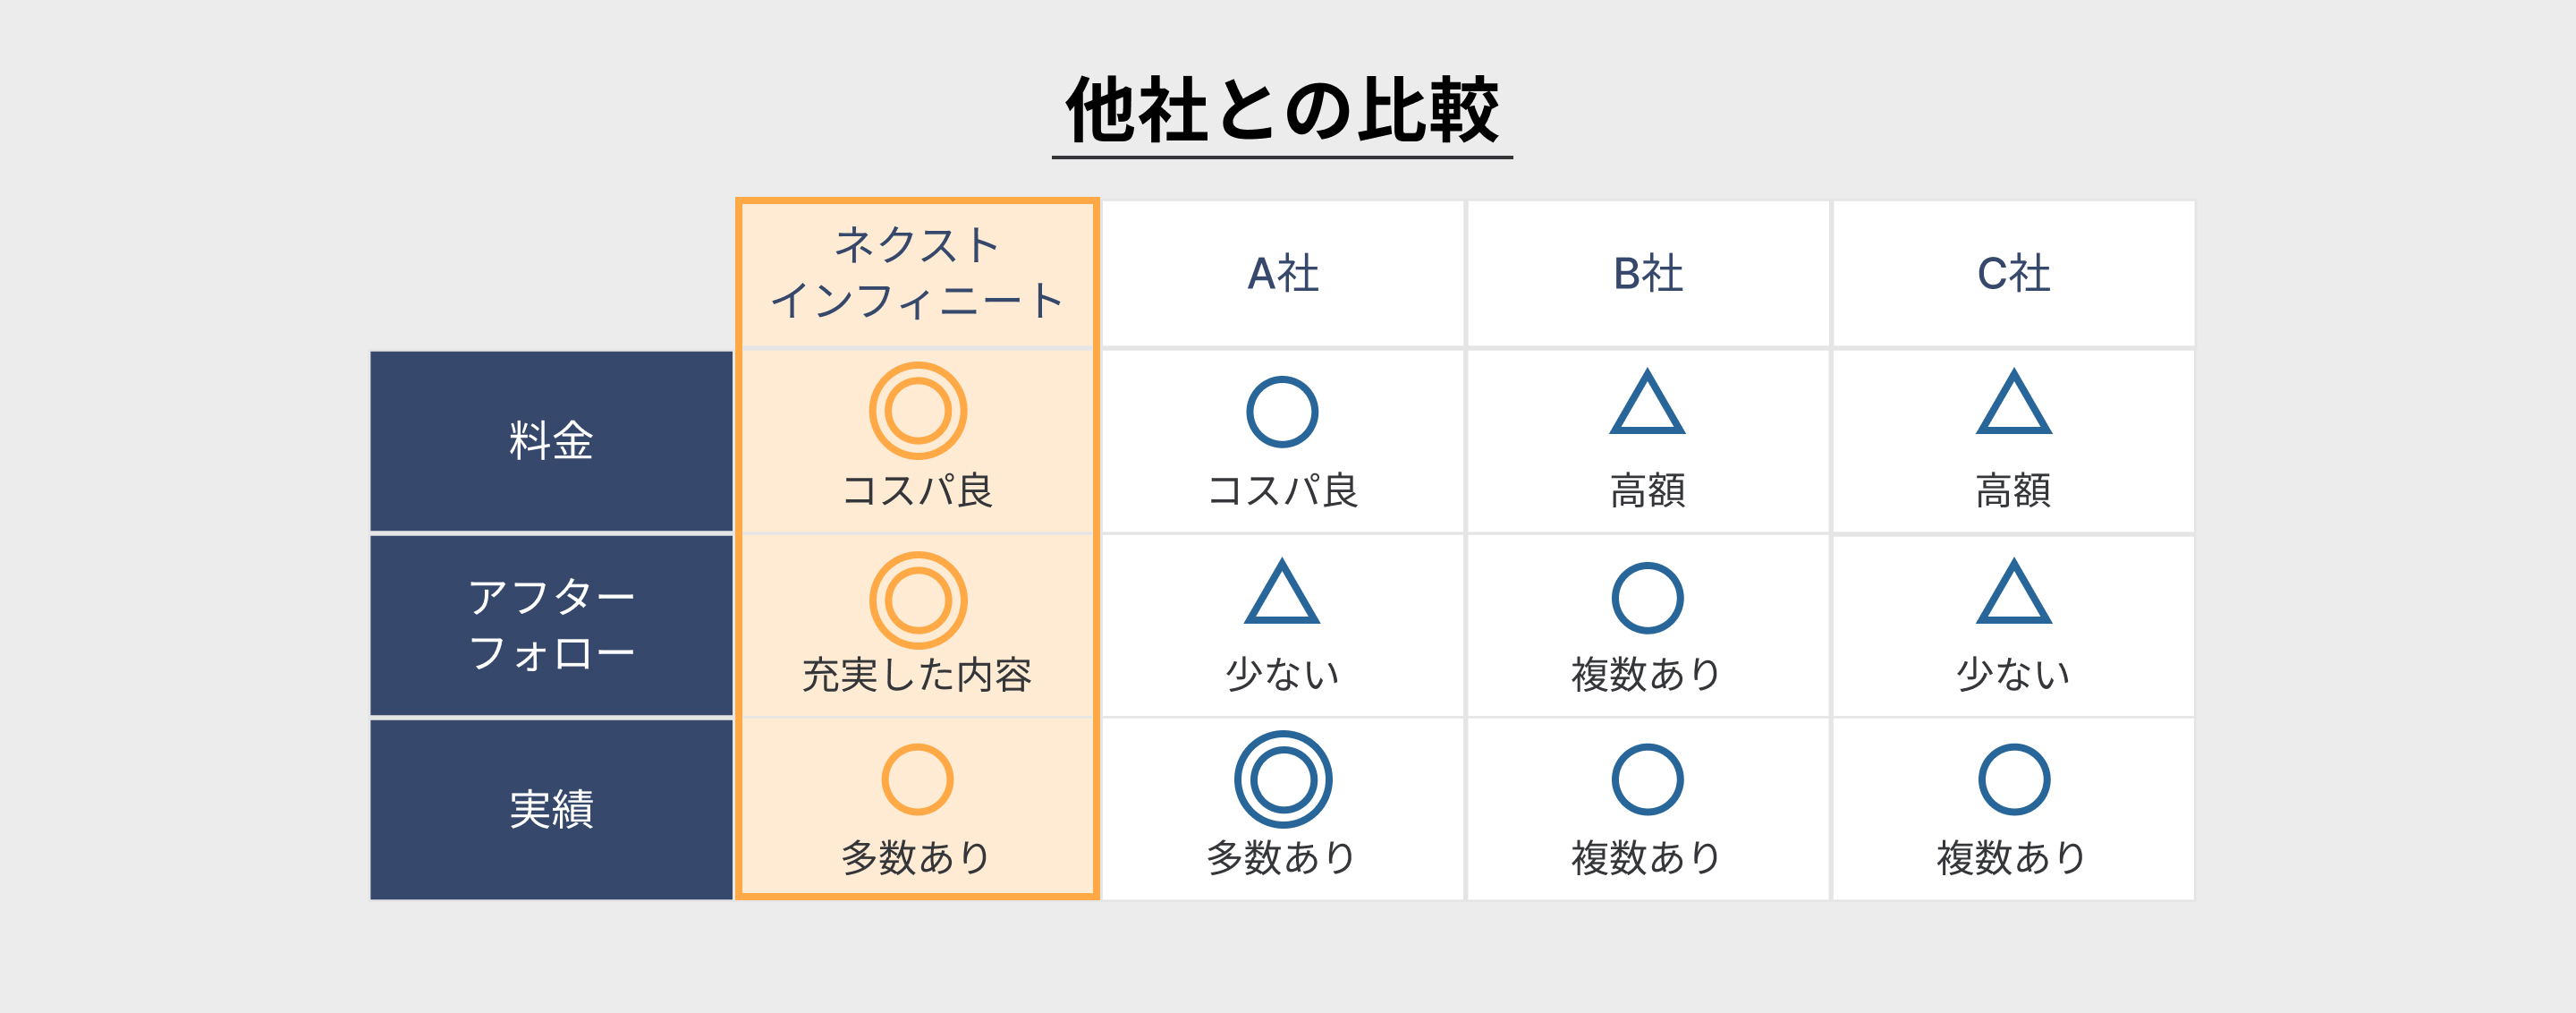 他社との比較
ネクスト
インフィニート
A社
B社
C社
料金
◎
○
△
△
コスパ良
コスパ良
高額
高額
アフター
フォロー
◎
△
○
△
充実した内容
少ない
複数あり
少ない
実績
○
◎
○
○
多数あり
多数あり
複数あり
複数あり